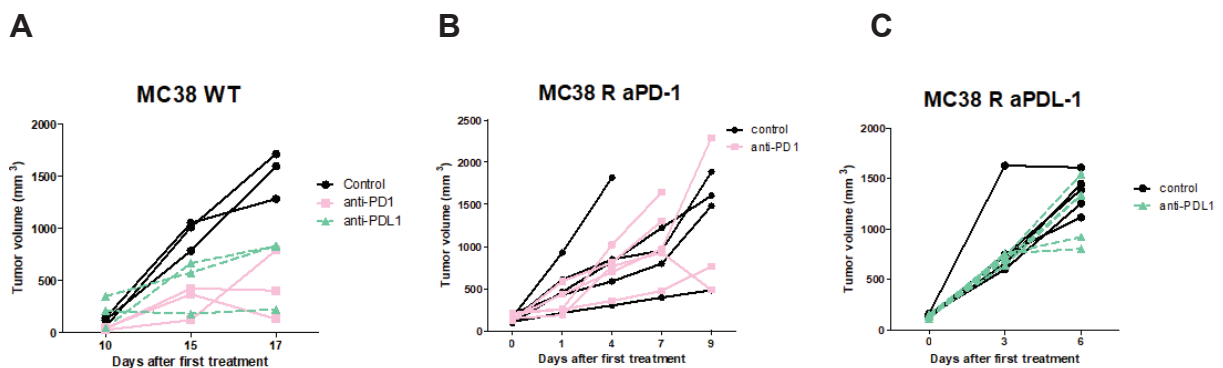 A
B
C
MC38 WT
Tumor volume (mm 3)
2000
1500
1000
500
0
10
15
17
Days after first treatment
Control
anti-PD1
anti-PDL1
MC38 R aPD-1
Tumor volume (mm 3)
2500
2000
1500
1000
500
0
0
1
4
7
9
Days after first treatment
control
anti-PD1
MC38 R aPDL-1
Tumor volume (mm 3)
2000
1500
1000
500
0
0
3
6
Days after first treatment
control
anti-PDL1